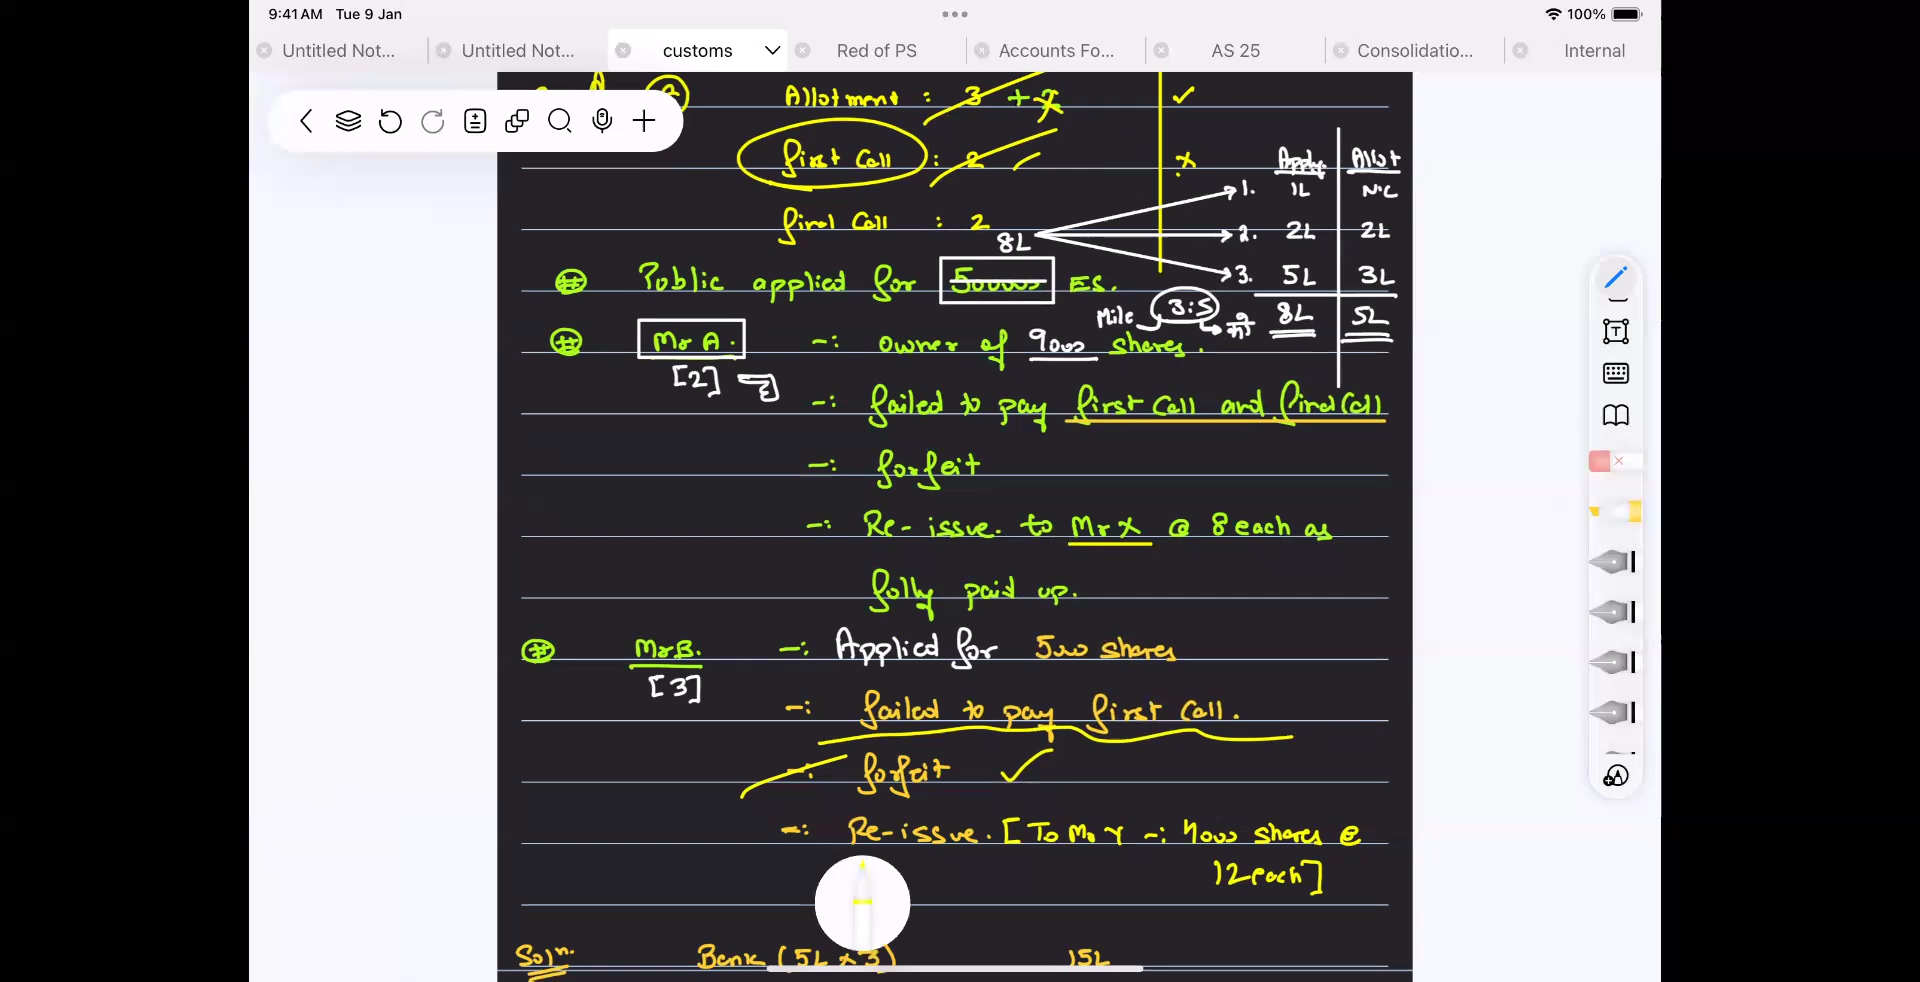 9:41 AM Tue 9 Jan
100%
Untitled Not... Untitled Not... customs Red of PS Accounts Fo... AS 25 Consolidatio... Internal
Allotment : 3 + 2 ✓
First Call : 2 x
Final Call : 2
Apply Allot
1. 1L Nil
8L 2. 2L 2L
3. 5L 3L
8L 5L
# Public applied for 500000 ES.
3:5
# Mr A. -: owner of 9000 shares.
[2]
-: failed to pay first Call and final Call
-: forfeit
-: Re-issue to Mr X @ 8 each as
fully paid up.
# Mr B. -: Applied for 500 shares
[3]
-: failed to pay first Call.
-: forfeit ✓
-: Re-issue. [To Mr Y -: 4000 shares @
12 each]
Soln. Bank (5L x 3) 15L